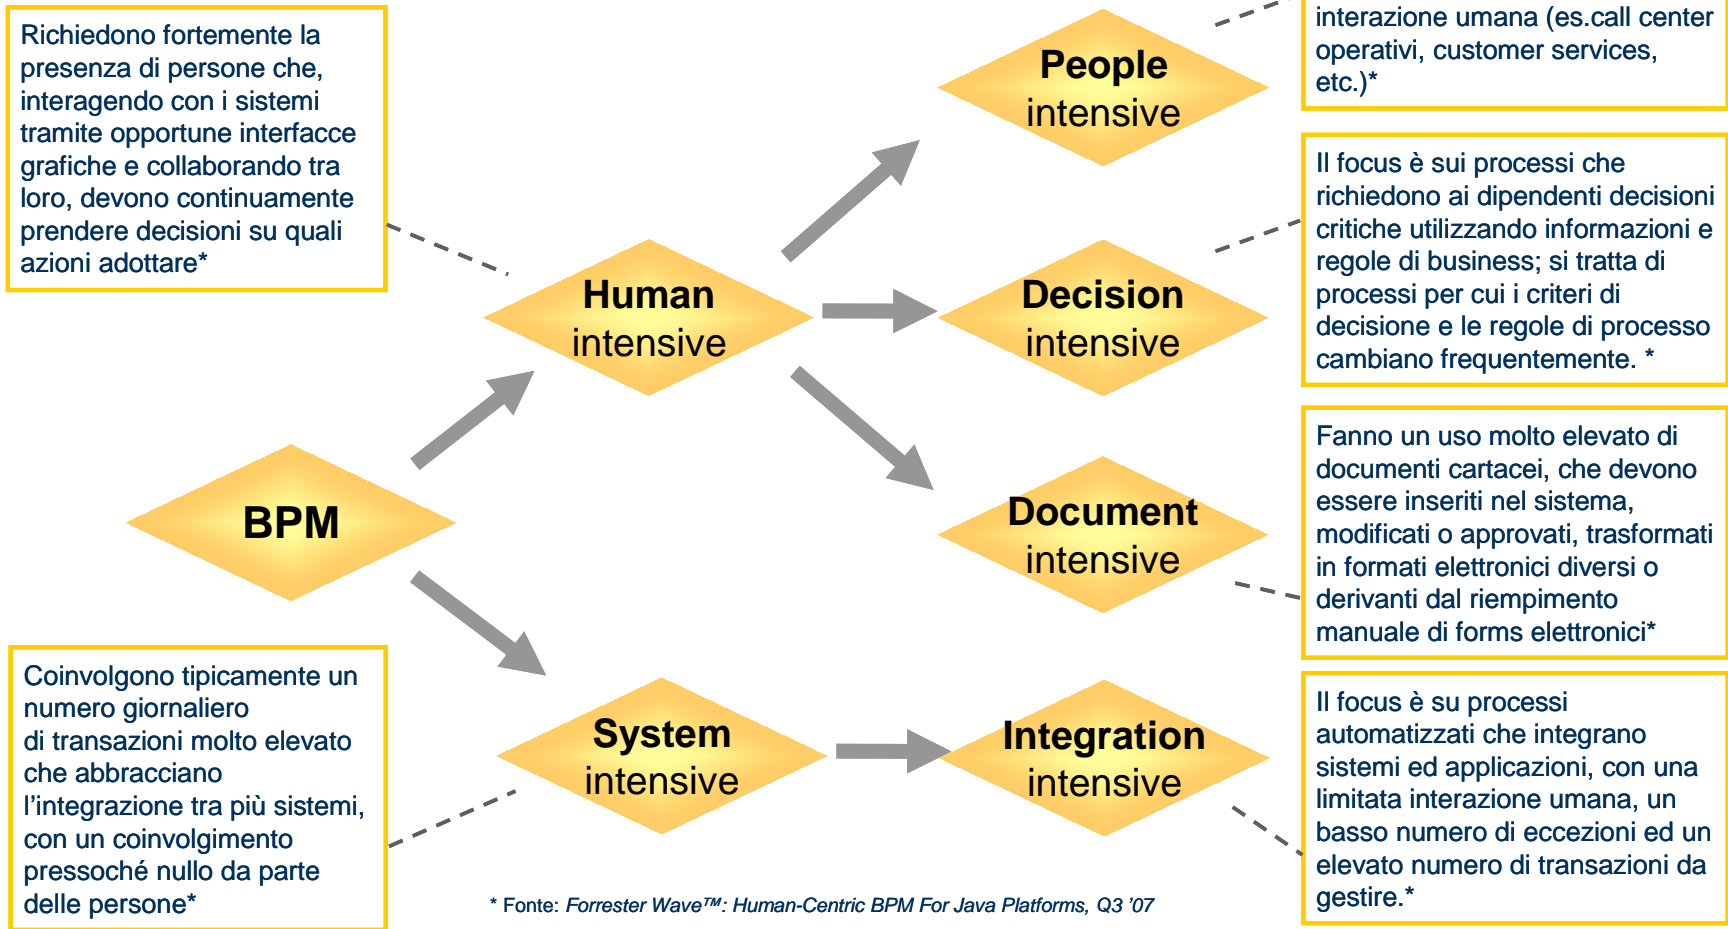 Richiedono fortemente la
presenza di persone che,
interagendo con i sistemi
tramite opportune interfacce
grafiche e collaborando tra
loro, devono continuamente
prendere decisioni su quali
azioni adottare*
People
intensive
interazione umana (es.call center
operativi, customer services,
etc.)*
Human
intensive
Decision
intensive
Il focus è sui processi che
richiedono ai dipendenti decisioni
critiche utilizzando informazioni e
regole di business; si tratta di
processi per cui i criteri di
decisione e le regole di processo
cambiano frequentemente. *
BPM
Document
intensive
Fanno un uso molto elevato di
documenti cartacei, che devono
essere inseriti nel sistema,
modificati o approvati, trasformati
in formati elettronici diversi o
derivanti dal riempimento
manuale di forms elettronici*
Coinvolgono tipicamente un
numero giornaliero
di transazioni molto elevato
che abbracciano
l’integrazione tra più sistemi,
con un coinvolgimento
pressoché nullo da parte
delle persone*
System
intensive
Integration
intensive
Il focus è su processi
automatizzati che integrano
sistemi ed applicazioni, con una
limitata interazione umana, un
basso numero di eccezioni ed un
elevato numero di transazioni da
gestire.*
* Fonte: Forrester Wave™: Human-Centric BPM For Java Platforms, Q3 ’07